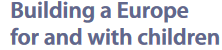 Building a Europe
for and with children